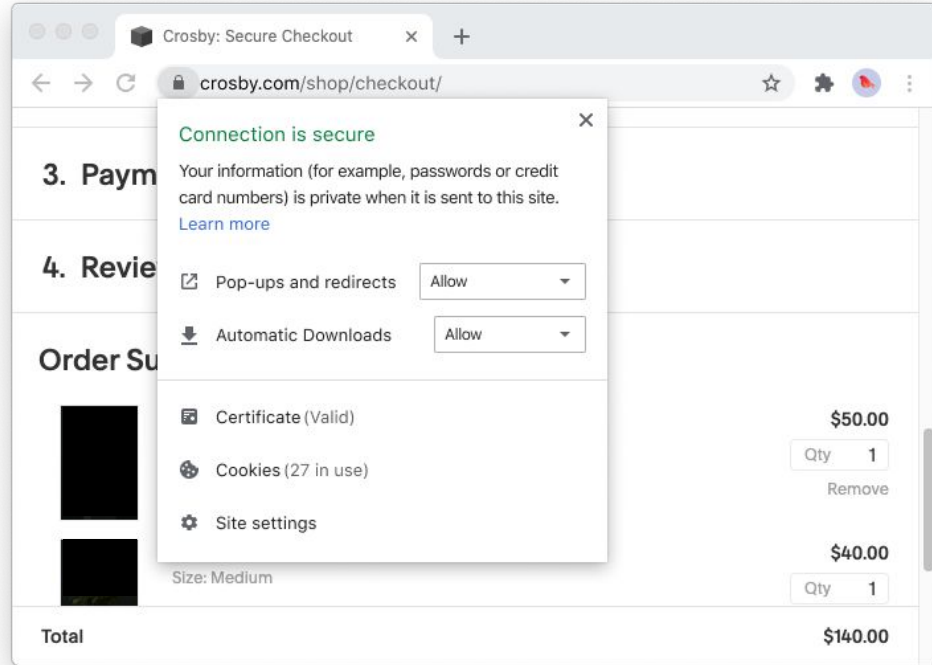 Crosby: Secure Checkout
crosby.com/shop/checkout/
Connection is secure
Your information (for example, passwords or credit
card numbers) is private when it is sent to this site.
Learn more
Pop-ups and redirects Allow
Automatic Downloads Allow
Certificate (Valid)
Cookies (27 in use)
Site settings
3. Paym
4. Revie
Order Su
$50.00
Qty 1
Remove
$40.00
Size: Medium
Qty 1
Total $140.00